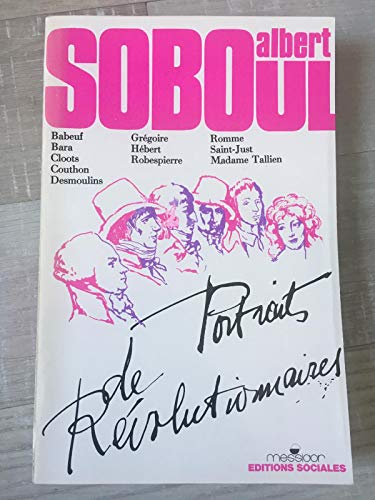 albert
SOBOUL
Babeuf
Bara
Cloots
Couthon
Desmoulins
Grégoire
Hébert
Robespierre
Romme
Saint-Just
Madame Tallien
Portraits
de
Révolutionnaires
messidor
EDITIONS SOCIALES